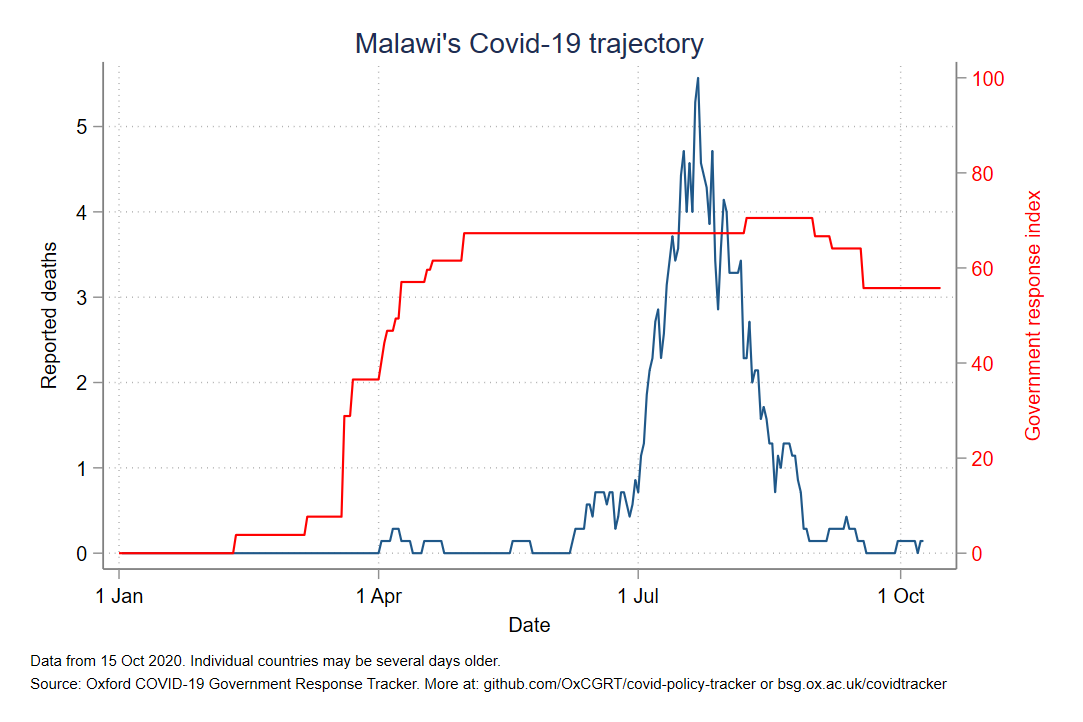 Malawi's Covid-19 trajectory
5
4
3
2
1
0
Reported deaths
100
80
60
40
20
0
Government response index
1 Jan
1 Apr
1 Jul
1 Oct
Date
Data from 15 Oct 2020. Individual countries may be several days older.
Source: Oxford COVID-19 Government Response Tracker. More at: github.com/OxCGRT/covid-policy-tracker or bsg.ox.ac.uk/covidtracker